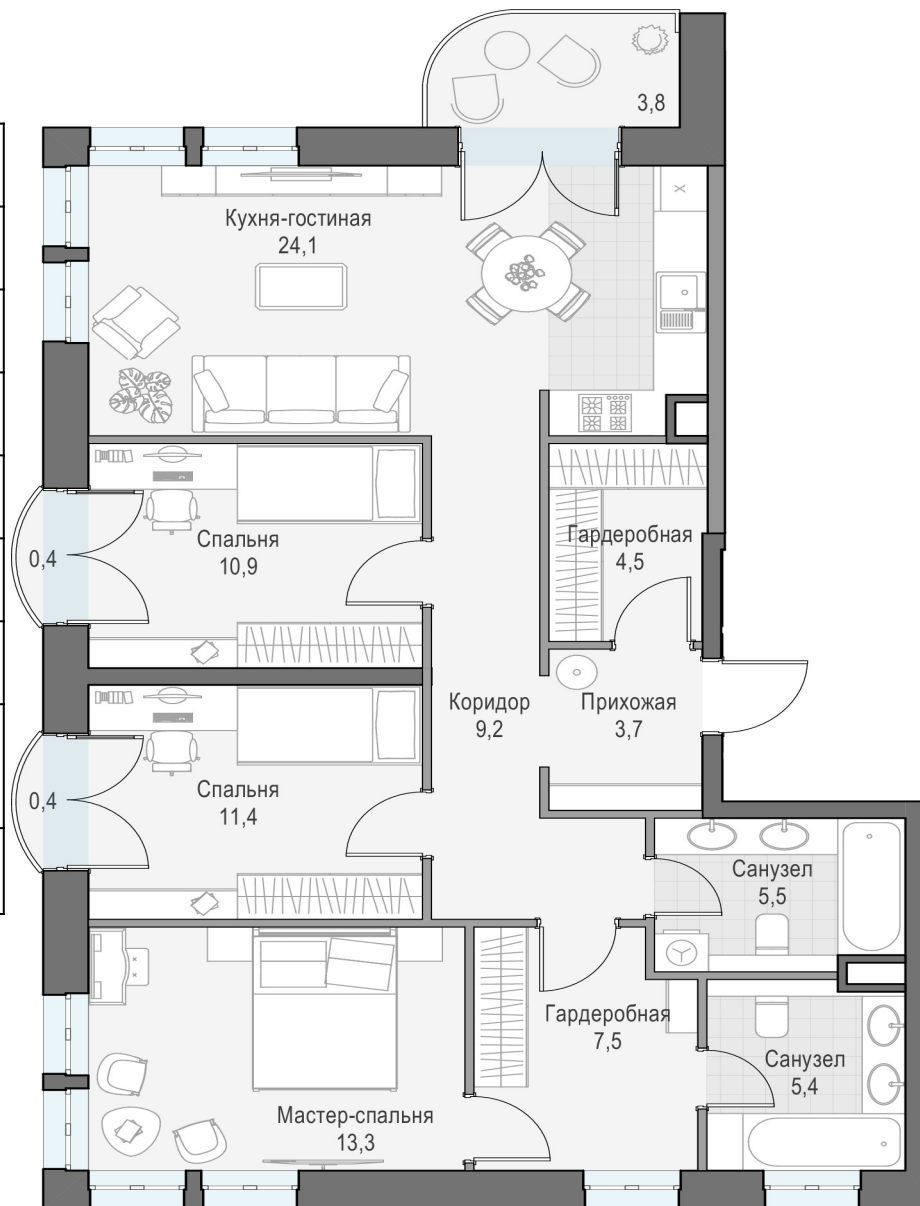 3,8
Кухня-гостиная
24,1
Спальня
10,9
0,4
Гардеробная
4,5
Коридор
9,2
Прихожая
3,7
Спальня
11,4
0,4
Санузел
5,5
Гардеробная
7,5
Санузел
5,4
Мастер-спальня
13,3